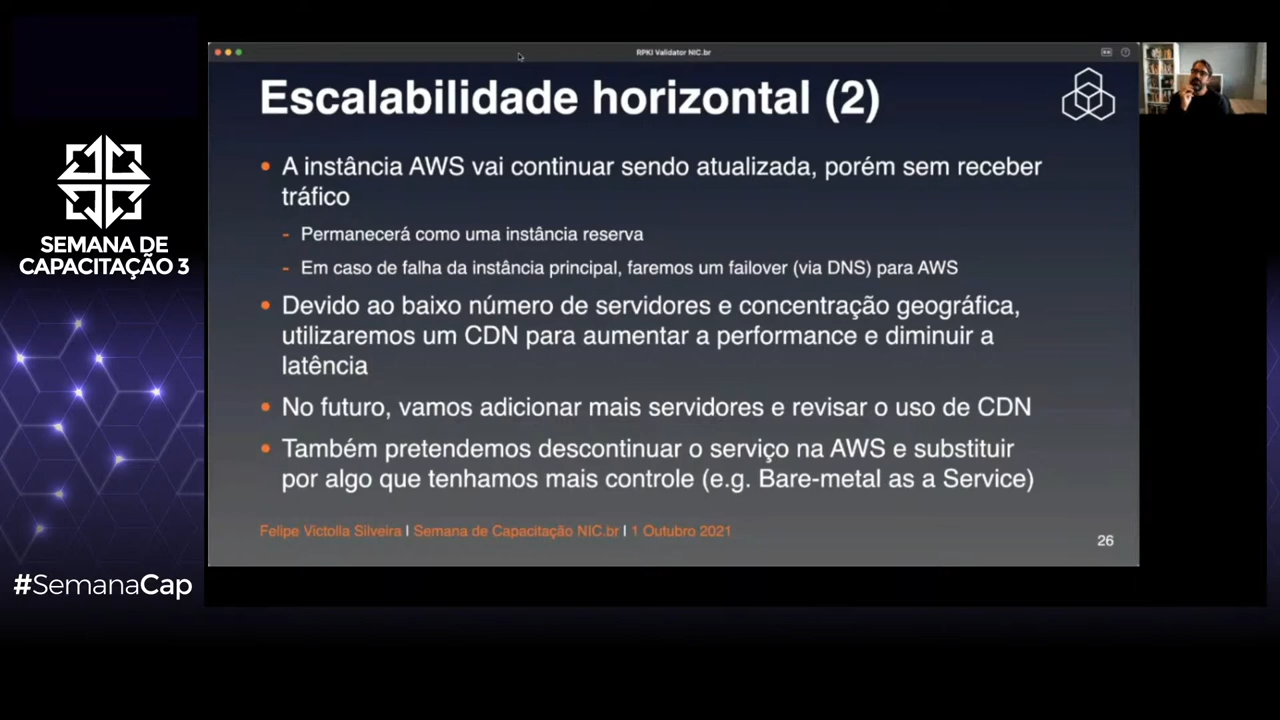 RPKI Validator NIC.br
Escalabilidade horizontal (2)
• A instância AWS vai continuar sendo atualizada, porém sem receber
tráfico
- Permanecerá como uma instância reserva
- Em caso de falha da instância principal, faremos um failover (via DNS) para AWS
• Devido ao baixo número de servidores e concentração geográfica,
utilizaremos um CDN para aumentar a performance e diminuir a
latência
• No futuro, vamos adicionar mais servidores e revisar o uso de CDN
• Também pretendemos descontinuar o serviço na AWS e substituir
por algo que tenhamos mais controle (e.g. Bare-metal as a Service)
Felipe Victolla Silveira | Semana de Capacitação NIC.br | 1 Outubro 2021
26
SEMANA DE
CAPACITAÇÃO 3
#SemanaCap